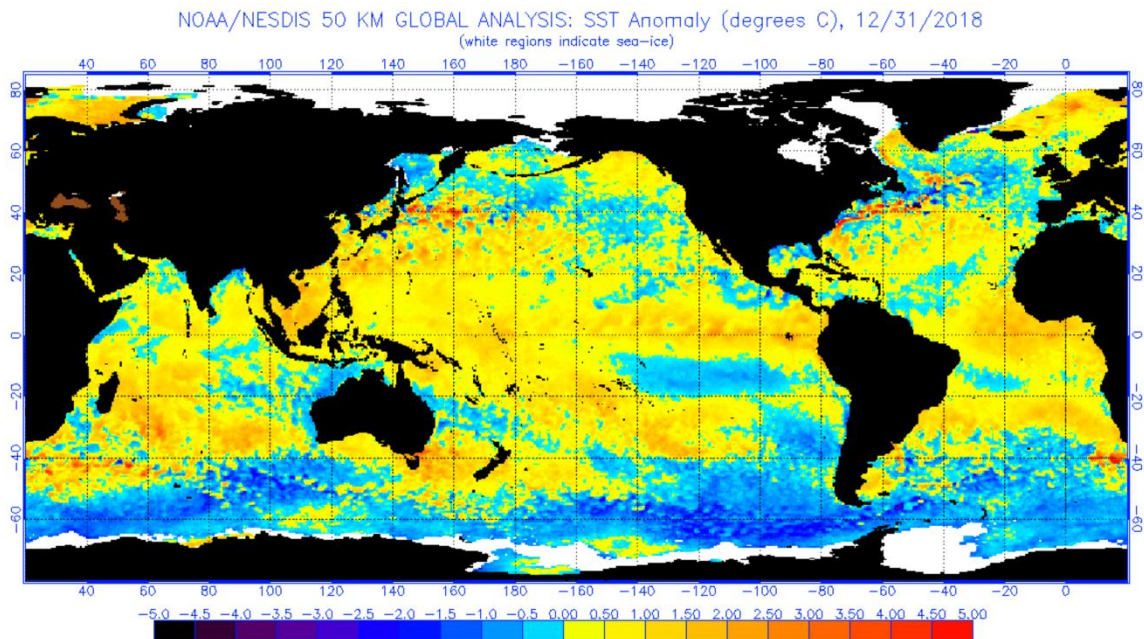 NOAA/NESDIS 50 KM GLOBAL ANALYSIS: SST Anomaly (degrees C), 12/31/2018
(white regions indicate sea-ice)
40 60 80 100 120 140 160 180 -160 -140 -120 -100 -80 -60 -40 -20 0
80 80
60 60
40 40
20 20
0 0
-20 -20
-40 -40
-60 -60
40 60 80 100 120 140 160 180 -160 -140 -120 -100 -80 -60 -40 -20 0
-5.0 -4.5 -4.0 -3.5 -3.0 -2.5 -2.0 -1.5 -1.0 -0.5 0.00 0.50 1.00 1.50 2.00 2.50 3.00 3.50 4.00 4.50 5.00